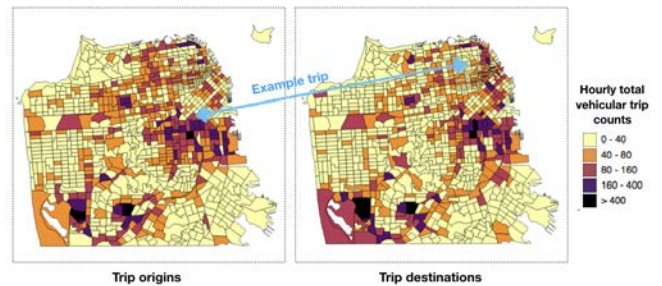 Example trip
Hourly total
vehicular trip
counts
0 - 40
40 - 80
80 - 160
160 - 400
> 400
Trip origins
Trip destinations